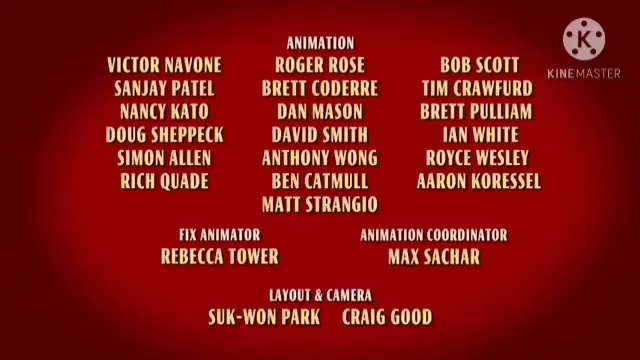 K
KINEMASTER
ANIMATION
VICTOR NAVONE ROGER ROSE BOB SCOTT
SANJAY PATEL BRETT CODERRE TIM CRAWFURD
NANCY KATO DAN MASON BRETT PULLIAM
DOUG SHEPPECK DAVID SMITH IAN WHITE
SIMON ALLEN ANTHONY WONG ROYCE WESLEY
RICH QUADE BEN CATMULL AARON KORESSEL
MATT STRANGIO
FIX ANIMATOR ANIMATION COORDINATOR
REBECCA TOWER MAX SACHAR
LAYOUT & CAMERA
SUK-WON PARK CRAIG GOOD